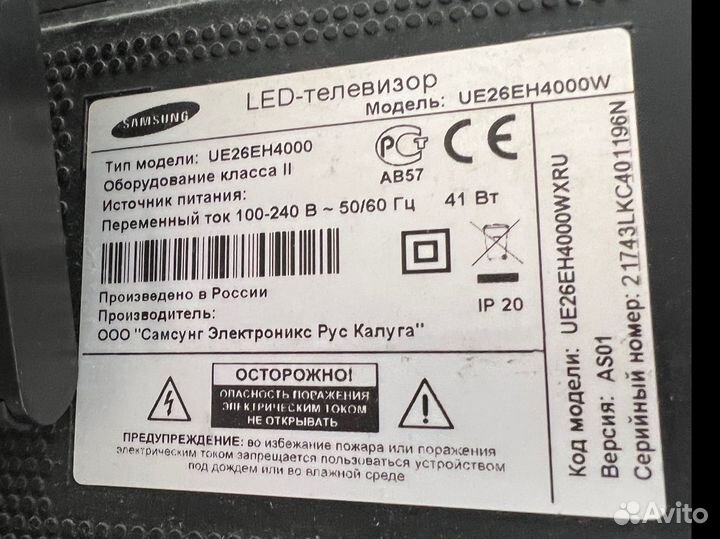 SAMSUNG
LED-телевизор
Модель: UE26EH4000W
Тип модели: UE26EH4000
Оборудование класса II
Источник питания:
Переменный ток 100-240 В ~ 50/60 Гц 41 Вт
РСТ
АВ57
CE
Произведено в России
Производитель:
ООО "Самсунг Электроникс Рус Калуга"
IP 20
ОСТОРОЖНО!
ОПАСНОСТЬ ПОРАЖЕНИЯ
ЭЛЕКТРИЧЕСКИМ ТОКОМ
НЕ ОТКРЫВАТЬ
ПРЕДУПРЕЖДЕНИЕ: во избежание пожара или поражения
электрическим током запрещается пользоваться устройством
под дождем или во влажной среде
Код модели: UE26EH4000WXRU
Версия: AS01
Серийный номер: 21743LKC401196N
Avito